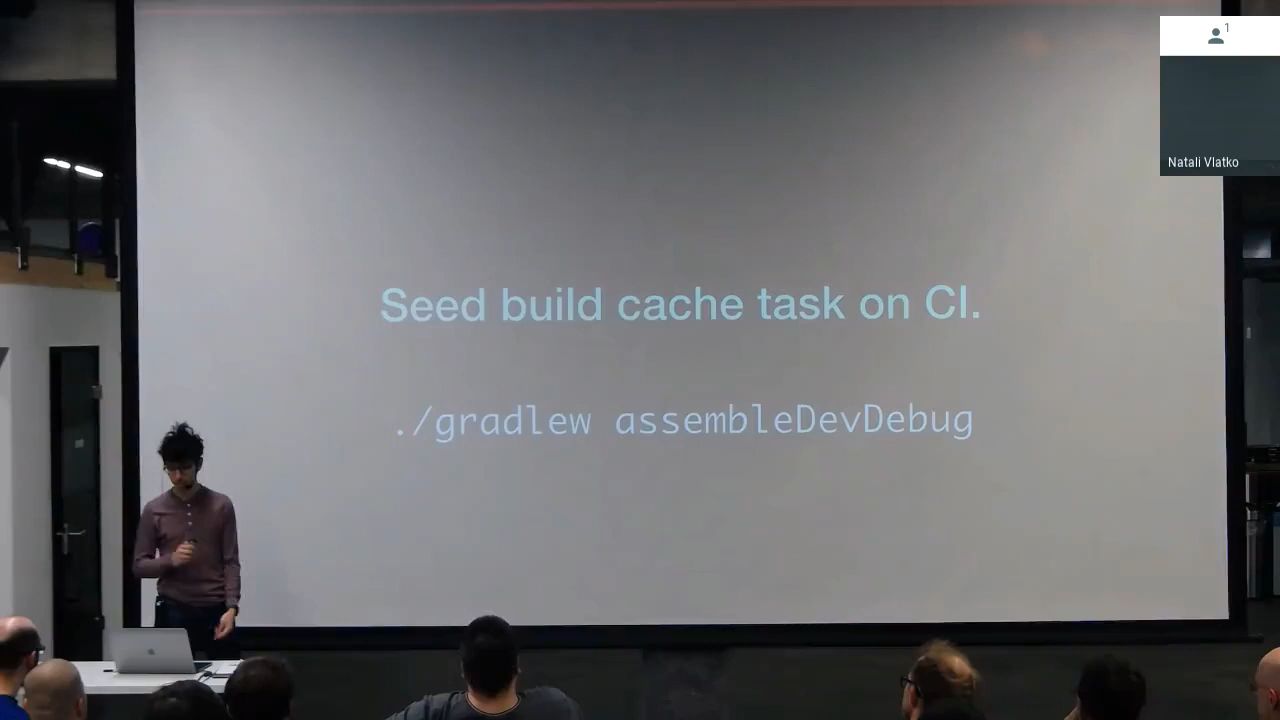 1
Natali Vlatko
Seed build cache task on CI.
./gradlew assembleDevDebug